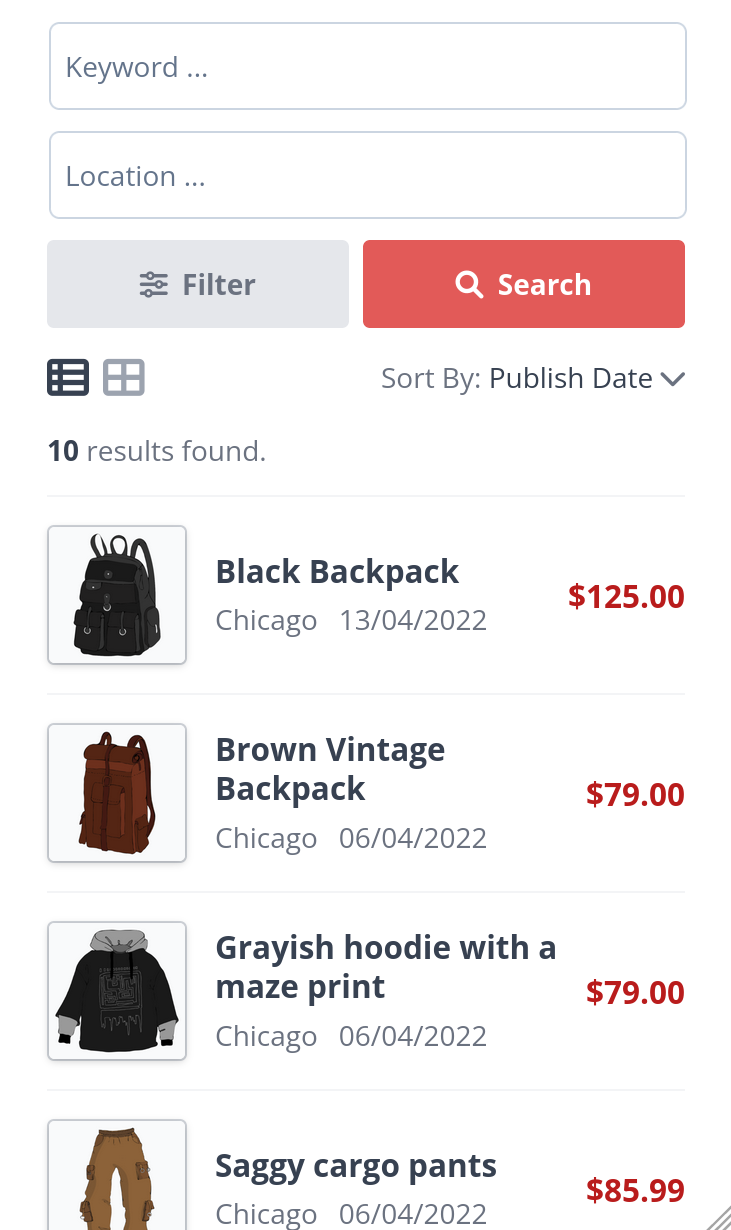 Keyword ...
Location ...
Filter
Search
Sort By: Publish Date
10 results found.
Black Backpack
Chicago 13/04/2022
$125.00
Brown Vintage
Backpack
Chicago 06/04/2022
$79.00
Grayish hoodie with a
maze print
Chicago 06/04/2022
$79.00
Saggy cargo pants
Chicago 06/04/2022
$85.99